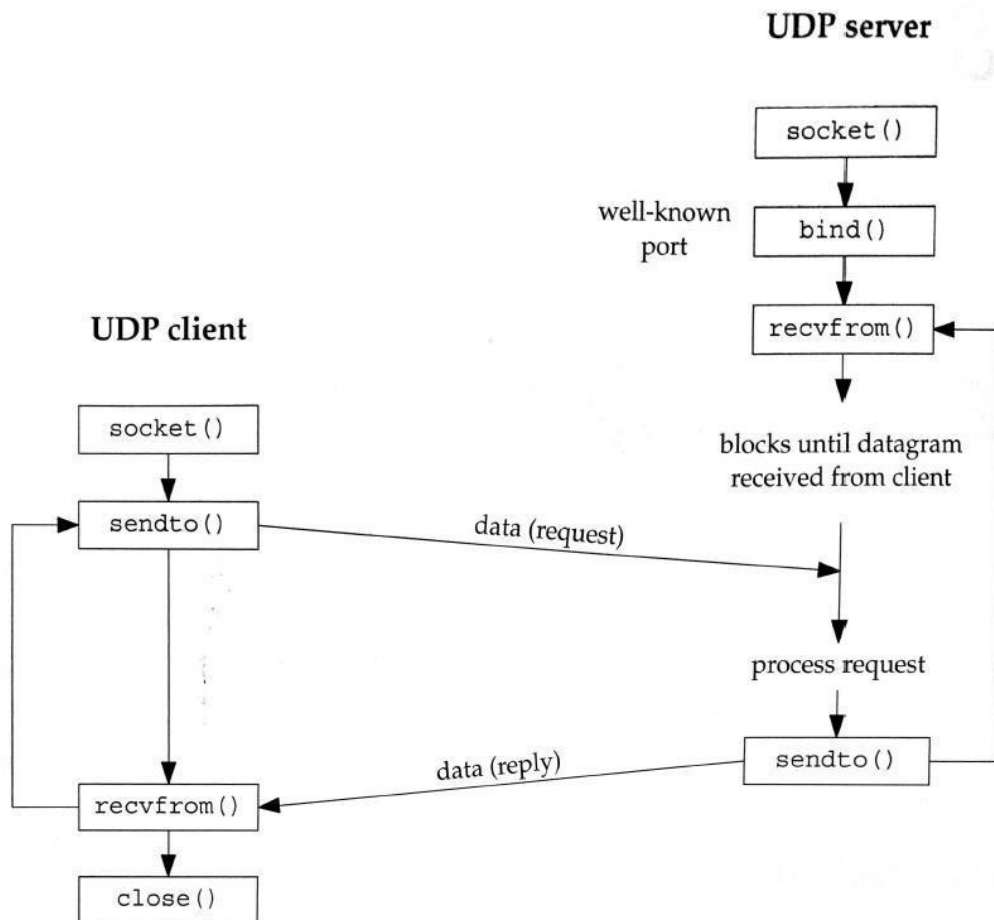 UDP server
socket()
well-known
port
bind()
recvfrom()
UDP client
socket()
blocks until datagram
received from client
sendto()
data (request)
process request
data (reply)
sendto()
recvfrom()
close()